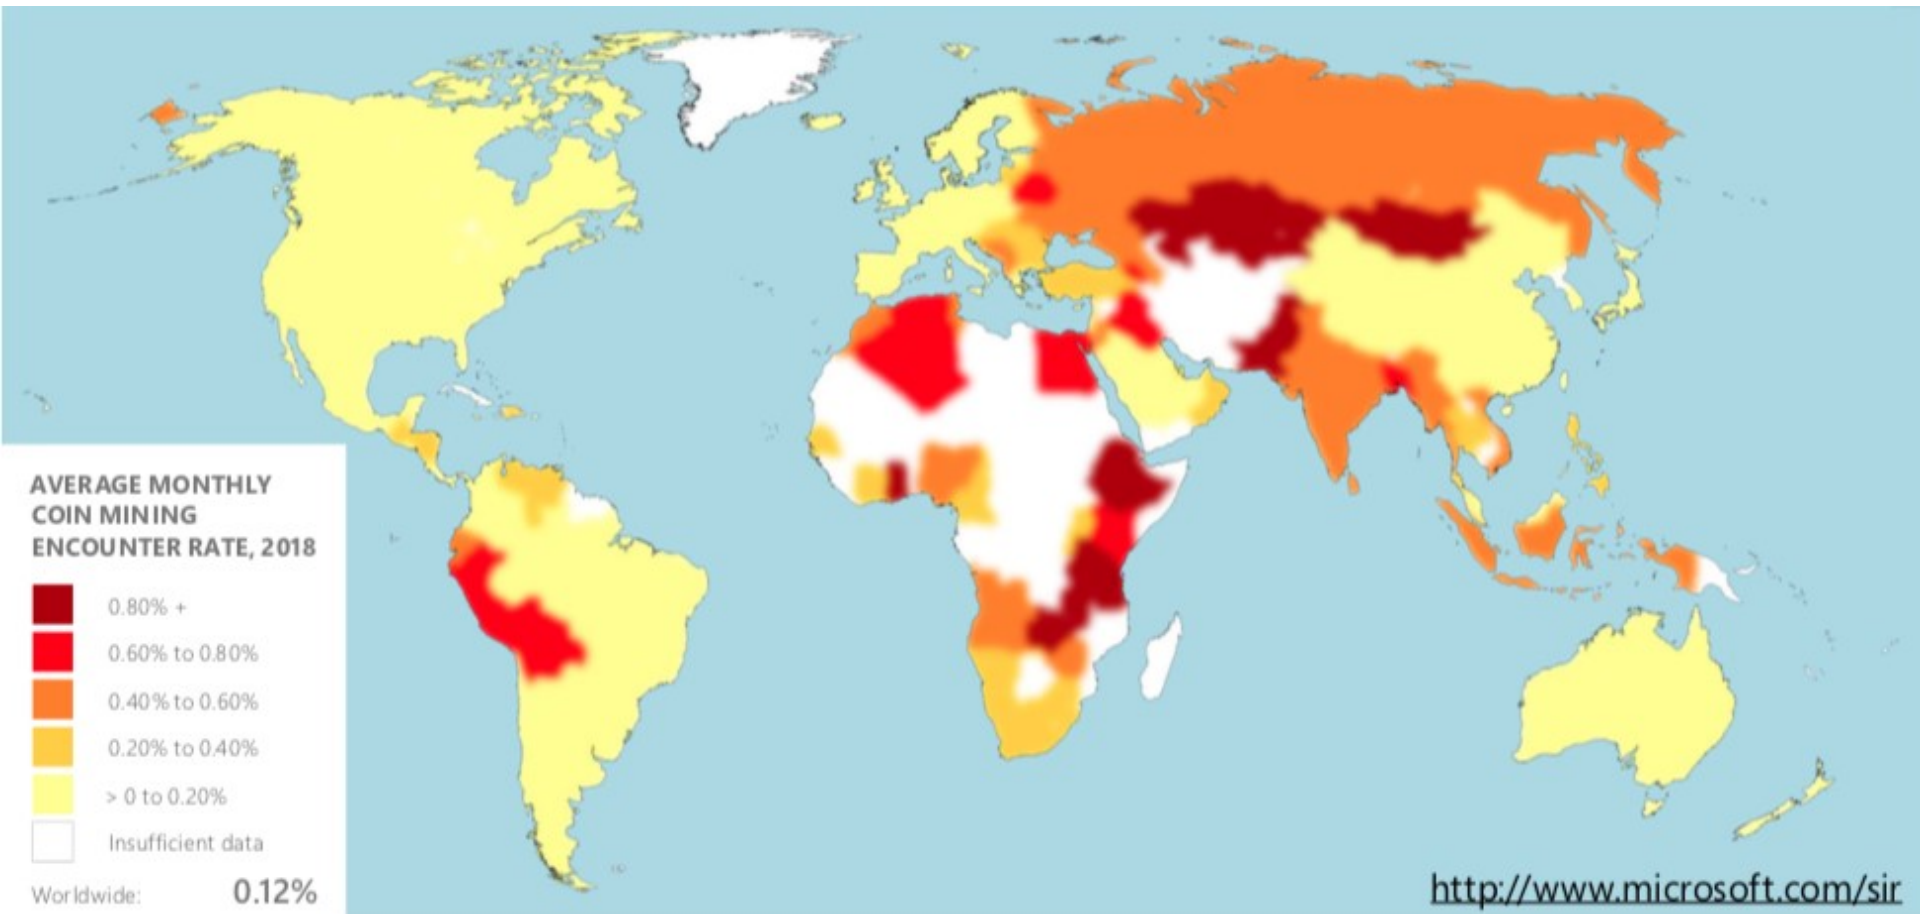 AVERAGE MONTHLY
COIN MINING
ENCOUNTER RATE, 2018
0.80% +
0.60% to 0.80%
0.40% to 0.60%
0.20% to 0.40%
> 0 to 0.20%
Insufficient data
Worldwide: 0.12%
http://www.microsoft.com/sir